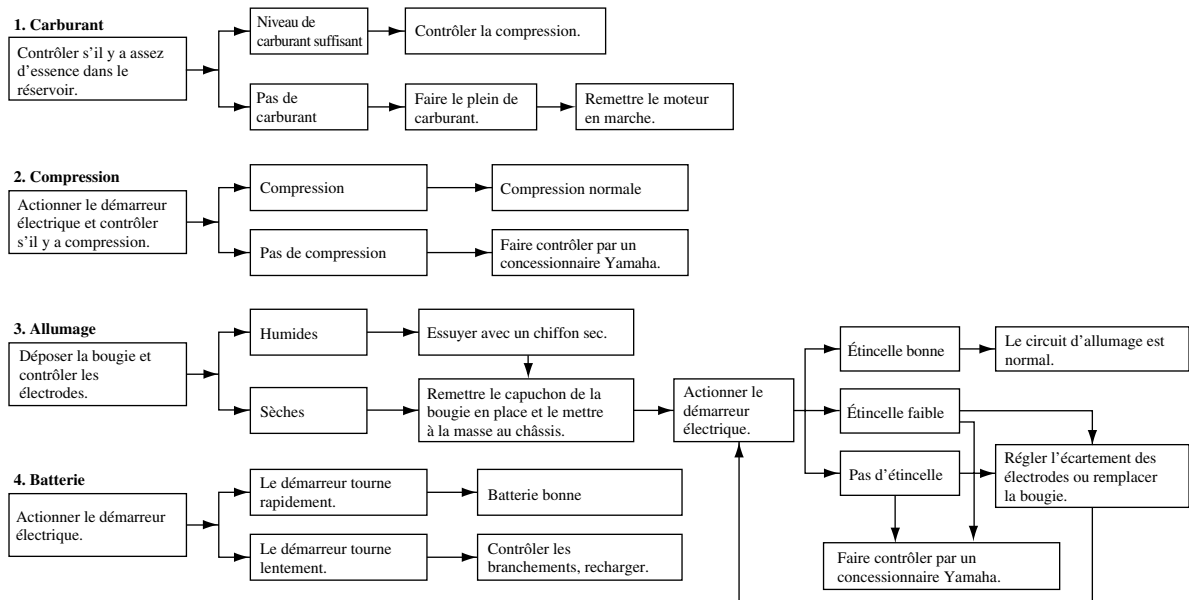 1. Carburant
Contrôler s’il y a assez
d’essence dans le
réservoir.
Niveau de
carburant suffisant
Contrôler la compression.
Pas de
carburant
Faire le plein de
carburant.
Remettre le moteur
en marche.
2. Compression
Actionner le démarreur
électrique et contrôler
s’il y a compression.
Compression
Compression normale
Pas de compression
Faire contrôler par un
concessionnaire Yamaha.
3. Allumage
Déposer la bougie et
contrôler les
électrodes.
Humides
Essuyer avec un chiffon sec.
Sèches
Remettre le capuchon de la
bougie en place et le mettre
à la masse au châssis.
Actionner le
démarreur
électrique.
Étincelle bonne
Le circuit d’allumage est
normal.
Étincelle faible
Pas d’étincelle
Régler l’écartement des
électrodes ou remplacer
la bougie.
Faire contrôler par un
concessionnaire Yamaha.
4. Batterie
Actionner le démarreur
électrique.
Le démarreur tourne
rapidement.
Batterie bonne
Le démarreur tourne
lentement.
Contrôler les
branchements, recharger.